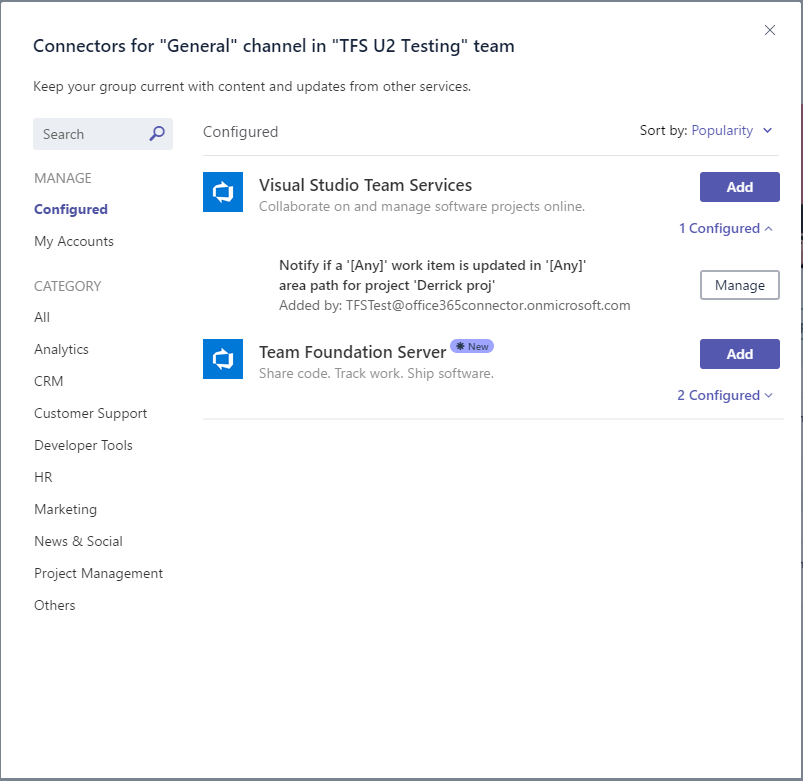 Connectors for "General" channel in "TFS U2 Testing" team
Keep your group current with content and updates from other services.
Search
MANAGE
Configured
My Accounts
CATEGORY
All
Analytics
CRM
Customer Support
Developer Tools
HR
Marketing
News & Social
Project Management
Others
Configured
Sort by: Popularity
Visual Studio Team Services
Collaborate on and manage software projects online.
Add
1 Configured
Notify if a '[Any]' work item is updated in '[Any]'
area path for project 'Derrick proj'
Added by: TFSTest@office365connector.onmicrosoft.com
Manage
Team Foundation Server New
Share code. Track work. Ship software.
Add
2 Configured